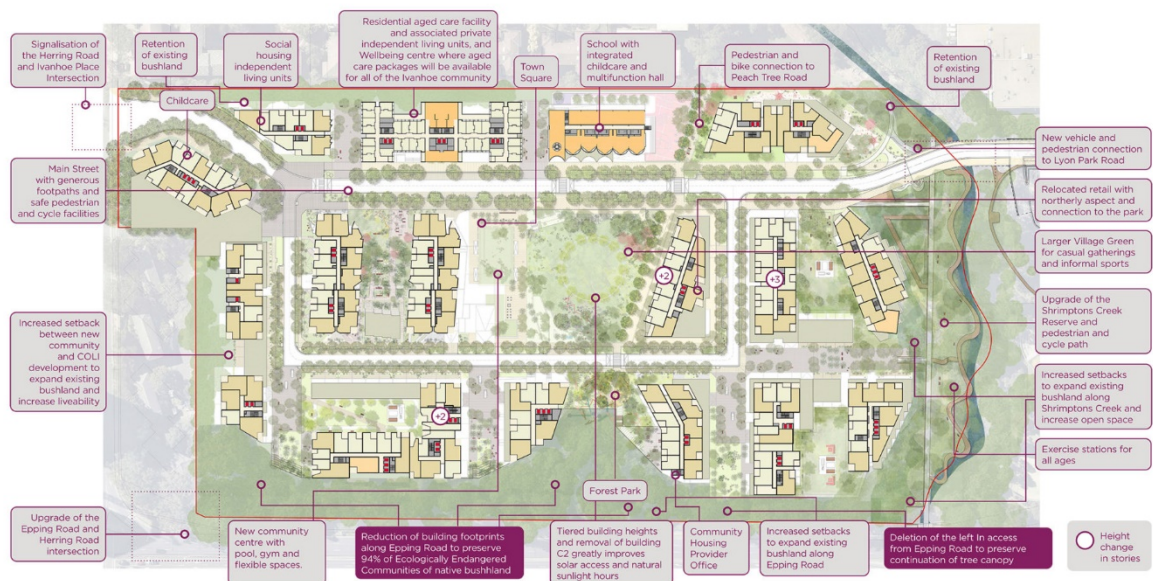 Signalisation of
the Herring Road
and Ivanhoe Place
Intersection
Retention
of existing
bushland
Social
housing
independent
living units
Residential aged care facility
and associated private
independent living units, and
Wellbeing centre where aged
care packages will be available
for all of the Ivanhoe community
Town
Square
School with
integrated
childcare and
multifunction hall
Pedestrian and
bike connection to
Peach Tree Road
Retention
of existing
bushland
Childcare
New vehicle and
pedestrian connection
to Lyon Park Road
Main Street
with generous
footpaths and
safe pedestrian
and cycle facilities
Relocated retail with
northerly aspect and
connection to the park
Larger Village Green
for casual gatherings
and informal sports
+2
+3
Increased setback
between new
community
and COLI
development to
expand existing
bushland and
increase liveability
Upgrade of the
Shrimptons Creek
Reserve and
pedestrian and
cycle path
Increased setbacks
to expand existing
bushland along
Shrimptons Creek and
increase open space
+2
Exercise stations for
all ages
Forest Park
Upgrade of the
Epping Road and
Herring Road
intersection
New community
centre with
pool, gym and
flexible spaces.
Reduction of building footprints
along Epping Road to preserve
94% of Ecologically Endangered
Communities of native bushhland
Tiered building heights
and removal of building
C2 greatly improves
solar access and natural
sunlight hours
Community
Housing
Provider
Office
Increased setbacks
to expand existing
bushland along
Epping Road
Deletion of the left In access
from Epping Road to preserve
continuation of tree canopy
Height
change
in stories